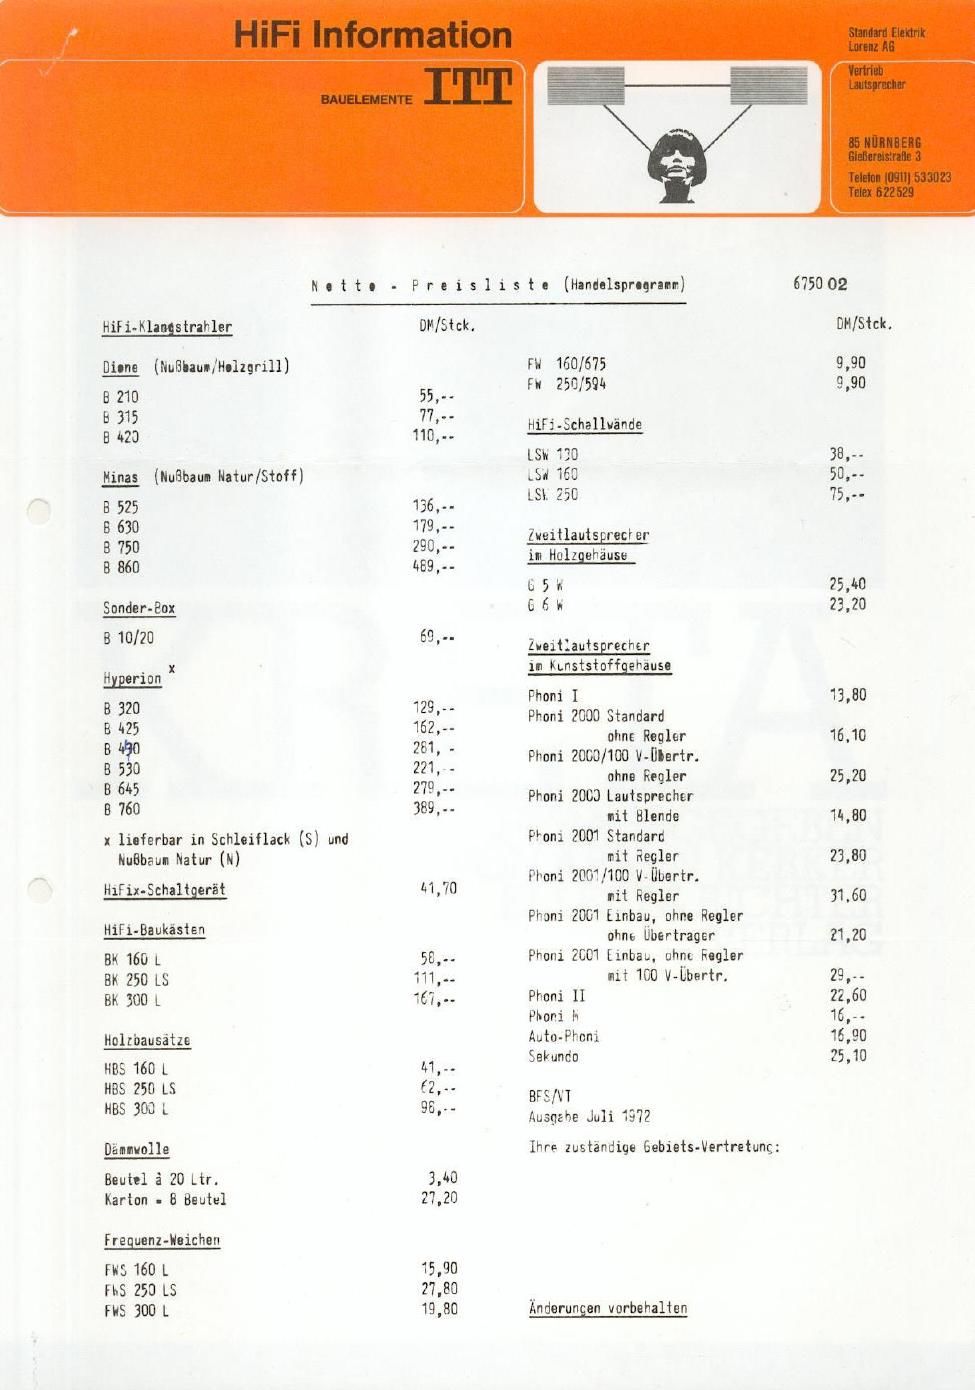 HiFi Information
BAUELEMENTE ITT
Standard Elektrik
Lorenz AG
Vertrieb
Lautsprecher
85 NÜRNBERG
Gießereistraße 3
Telefon (0911) 533023
Telex 622529
Netto - Preisliste (Handelsprogramm) 6750 02
HiFi-Klangstrahler DM/Stck.
Dione (Nußbaum/Holzgrill)
B 210 55,--
B 315 77,--
B 420 110,--
Minas (Nußbaum Natur/Stoff)
B 525 136,--
B 630 179,--
B 750 290,--
B 860 489,--
Sonder-Box
B 10/20 69,--
Hyperion x
B 320 129,--
B 425 162,--
B 281, -
B 530 221,--
B 645 279,--
B 760 389,--
x lieferbar in Schleiflack (S) und
Nußbaum Natur (N)
HiFix-Schaltgerät 41,70
HiFi-Baukästen
BK 160 L 58,--
BK 250 LS 111,--
BK 300 L 167,--
Holzbausätze
HBS 160 L 41,--
HBS 250 LS 62,--
HBS 300 L 98,--
Dämmwolle
Beutel à 20 Ltr. 3,40
Karton = 8 Beutel 27,20
Frequenz-Weichen
FWS 160 L 15,90
FWS 250 LS 27,80
FWS 300 L 19,80
DM/Stck.
FW 160/675 9,90
FW 250/594 9,90
HiFi-Schallwände
LSW 130 38,--
LSW 160 50,--
LSW 250 75,--
Zweitlautsprecher
im Holzgehäuse
G 5 W 25,40
G 6 W 23,20
Zweitlautsprecher
im Kunststoffgehäuse
Phoni I 13,80
Phoni 2000 Standard
ohne Regler 16,10
Phoni 2000/100 V-Übertr.
ohne Regler 25,20
Phoni 2000 Lautsprecher
mit Blende 14,80
Phoni 2001 Standard
mit Regler 23,80
Phoni 2001/100 V-Übertr.
mit Regler 31,60
Phoni 2001 Einbau, ohne Regler
ohne Übertrager 21,20
Phoni 2001 Einbau, ohne Regler
mit 100 V-Übertr. 29,--
Phoni II 22,60
Phoni 16,--
Auto-Phoni 16,90
Sekundo 25,10
BFS/VT
Ausgabe Juli 1972
Ihre zuständige Gebiets-Vertretung:
Änderungen vorbehalten